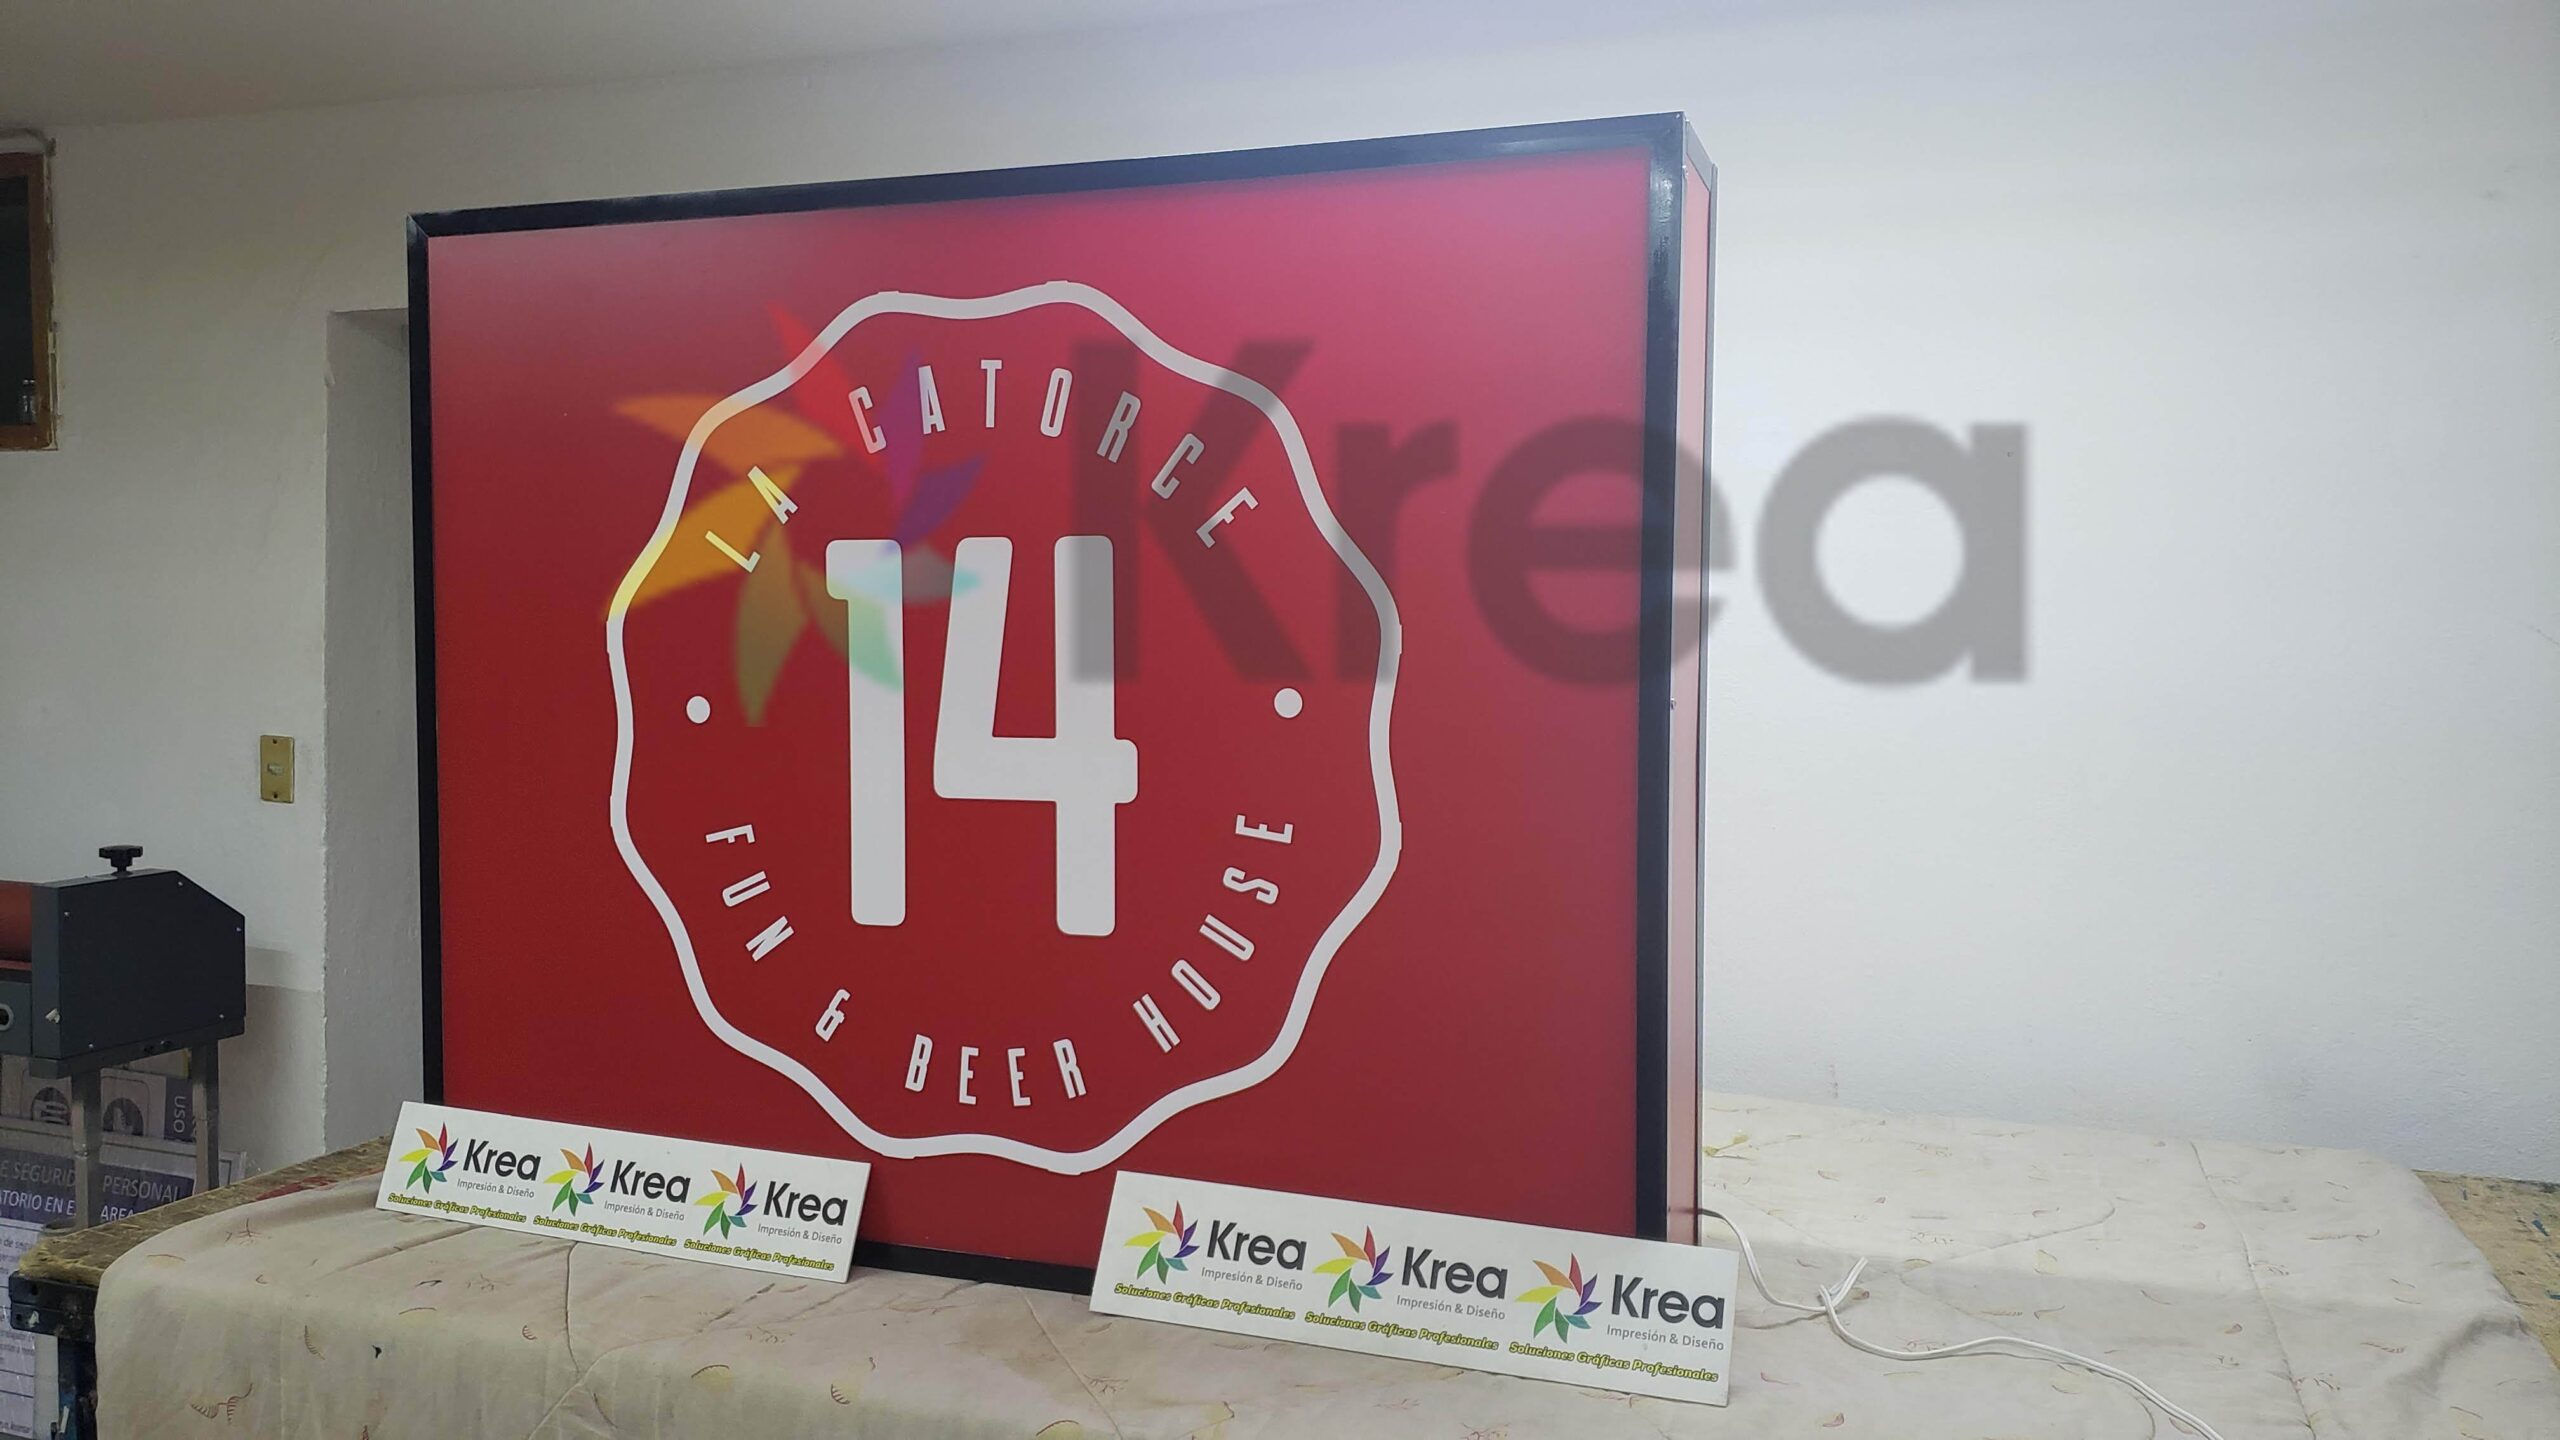 LA CATORCE
14
FUN & BEER HOUSE
Krea
Krea Krea Krea
Impresión & Diseño Impresión & Diseño Impresión & Diseño
Soluciones Gráficas Profesionales Soluciones Gráficas Profesionales Soluciones Gráficas Profesionales
Krea Krea Krea
Impresión & Diseño Impresión & Diseño Impresión & Diseño
Soluciones Gráficas Profesionales Soluciones Gráficas Profesionales Soluciones Gráficas Profesionales
USO
PERSONAL